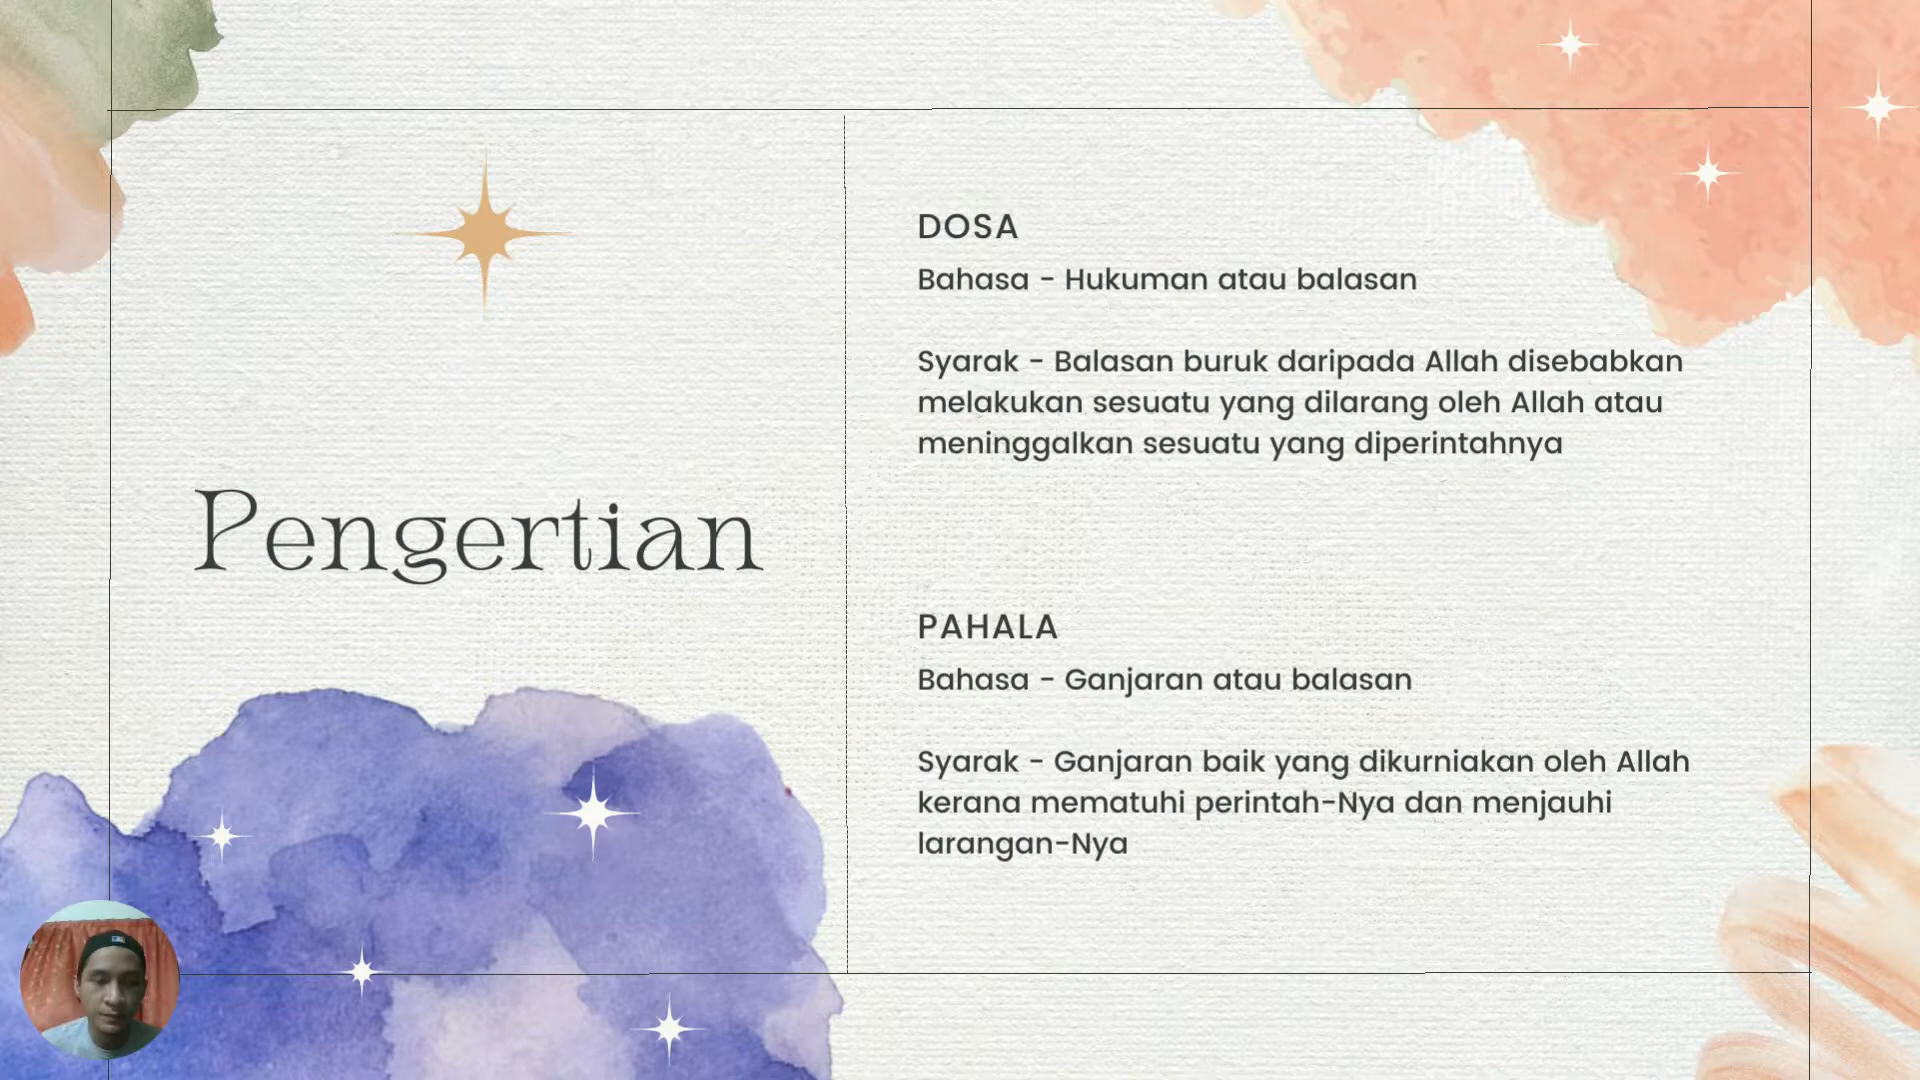 Pengertian
DOSA
Bahasa - Hukuman atau balasan
Syarak - Balasan buruk daripada Allah disebabkan
melakukan sesuatu yang dilarang oleh Allah atau
meninggalkan sesuatu yang diperintahnya
PAHALA
Bahasa - Ganjaran atau balasan
Syarak - Ganjaran baik yang dikurniakan oleh Allah
kerana mematuhi perintah-Nya dan menjauhi
larangan-Nya